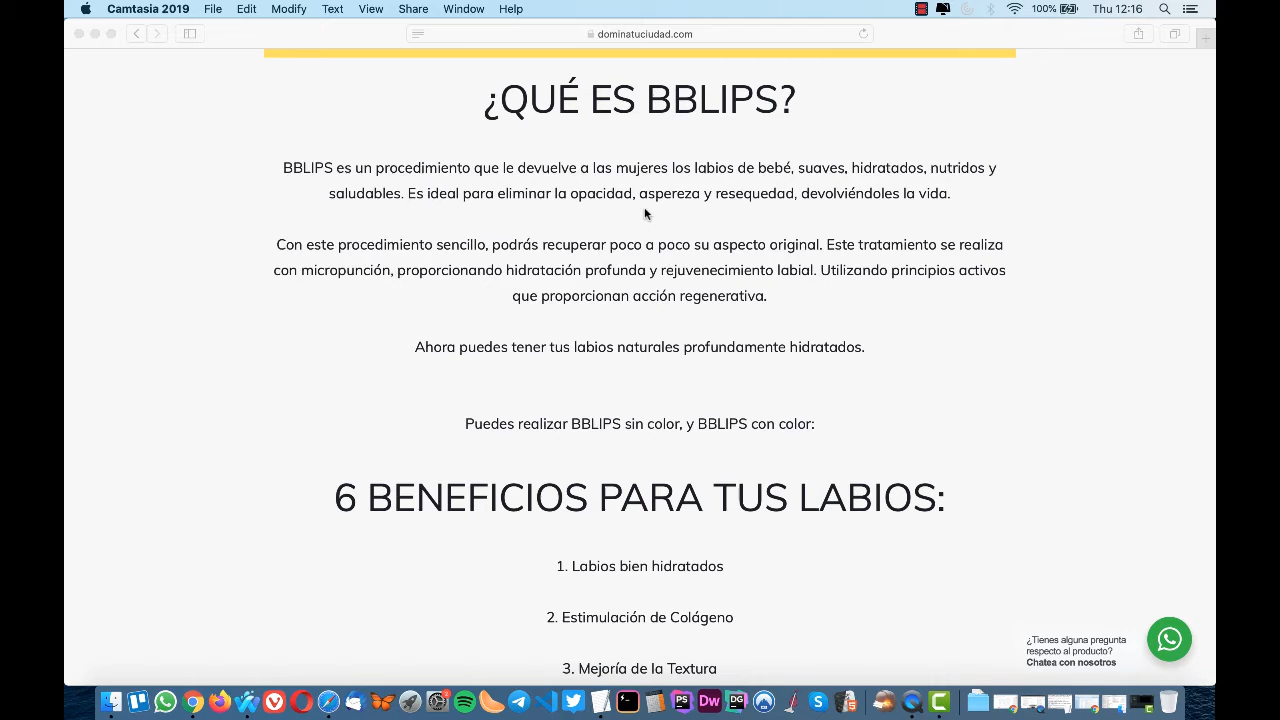 Camtasia 2019 File Edit Modify Text View Share Window Help 100% Thu 12:16
dominatuciudad.com
¿QUÉ ES BBLIPS?
BBLIPS es un procedimiento que le devuelve a las mujeres los labios de bebé, suaves, hidratados, nutridos y
saludables. Es ideal para eliminar la opacidad, aspereza y resequedad, devolviéndoles la vida.
Con este procedimiento sencillo, podrás recuperar poco a poco su aspecto original. Este tratamiento se realiza
con micropunción, proporcionando hidratación profunda y rejuvenecimiento labial. Utilizando principios activos
que proporcionan acción regenerativa.
Ahora puedes tener tus labios naturales profundamente hidratados.
Puedes realizar BBLIPS sin color, y BBLIPS con color:
6 BENEFICIOS PARA TUS LABIOS:
1. Labios bien hidratados
2. Estimulación de Colágeno
3. Mejoría de la Textura
¿Tienes alguna pregunta
respecto al producto?
Chatea con nosotros